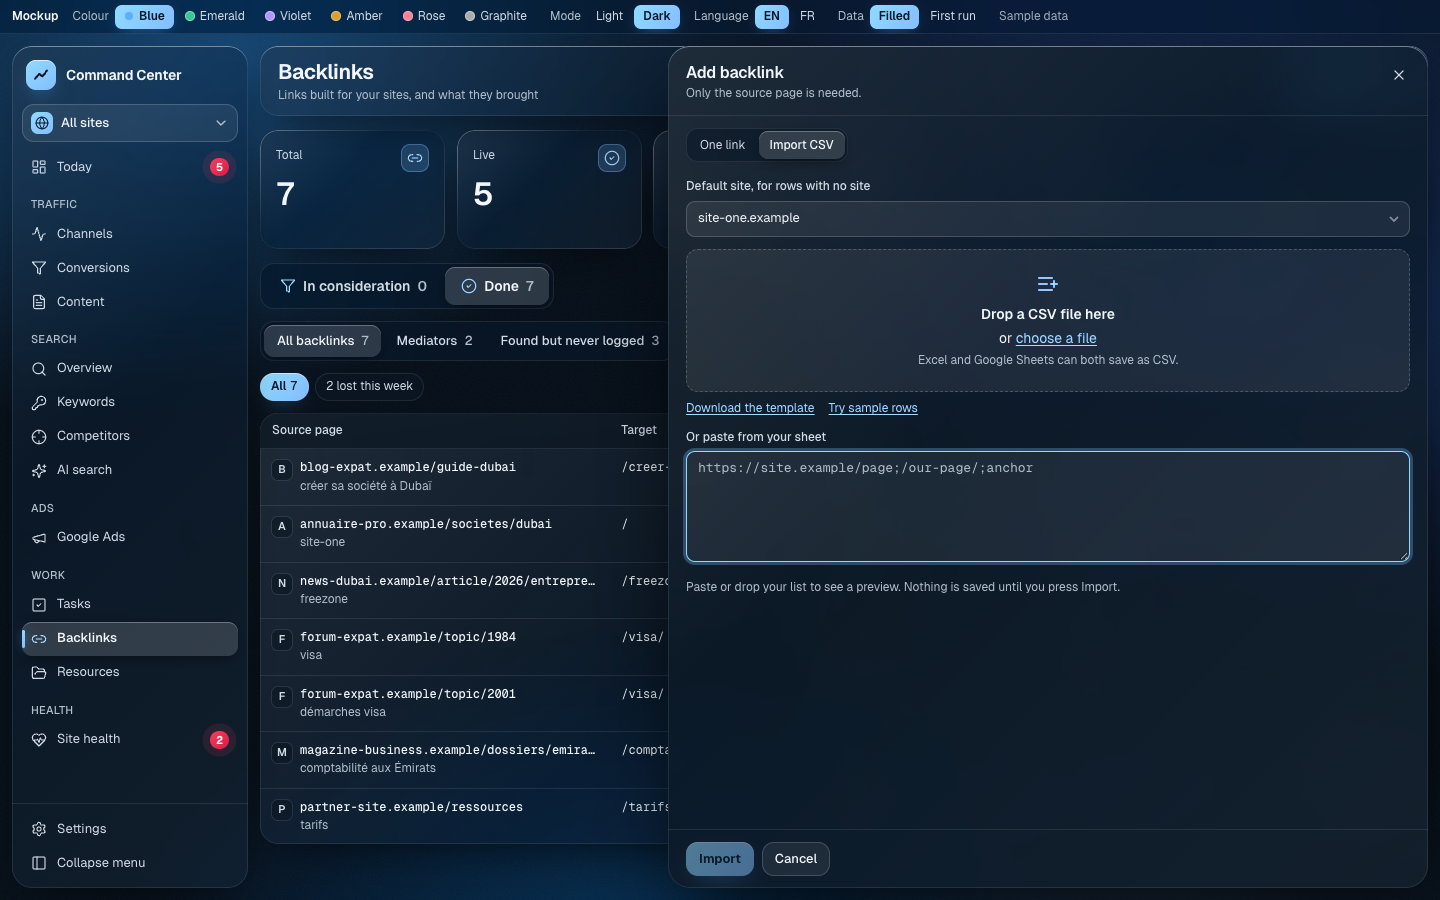 Mockup Colour Blue Emerald Violet Amber Rose Graphite Mode Light Dark Language EN FR Data Filled First run Sample data
Command Center
All sites
Today 5
TRAFFIC
Channels
Conversions
Content
SEARCH
Overview
Keywords
Competitors
AI search
ADS
Google Ads
WORK
Tasks
Backlinks
Resources
HEALTH
Site health 2
Settings
Collapse menu
Backlinks
Links built for your sites, and what they brought
Total
7
Live
5
In consideration 0 Done 7
All backlinks 7 Mediators 2 Found but never logged 3
All 7 2 lost this week
Source page Target
B blog-expat.example/guide-dubai /creer-
créer sa société à Dubaï
A annuaire-pro.example/societes/dubai /
site-one
N news-dubai.example/article/2026/entrepre… /freezo
freezone
F forum-expat.example/topic/1984 /visa/
visa
F forum-expat.example/topic/2001 /visa/
démarches visa
M magazine-business.example/dossiers/emira… /compta
comptabilité aux Émirats
P partner-site.example/ressources /tarifs
tarifs
Add backlink
Only the source page is needed.
One link Import CSV
Default site, for rows with no site
site-one.example
Drop a CSV file here
or choose a file
Excel and Google Sheets can both save as CSV.
Download the template Try sample rows
Or paste from your sheet
https://site.example/page;/our-page/;anchor
Paste or drop your list to see a preview. Nothing is saved until you press Import.
Import Cancel